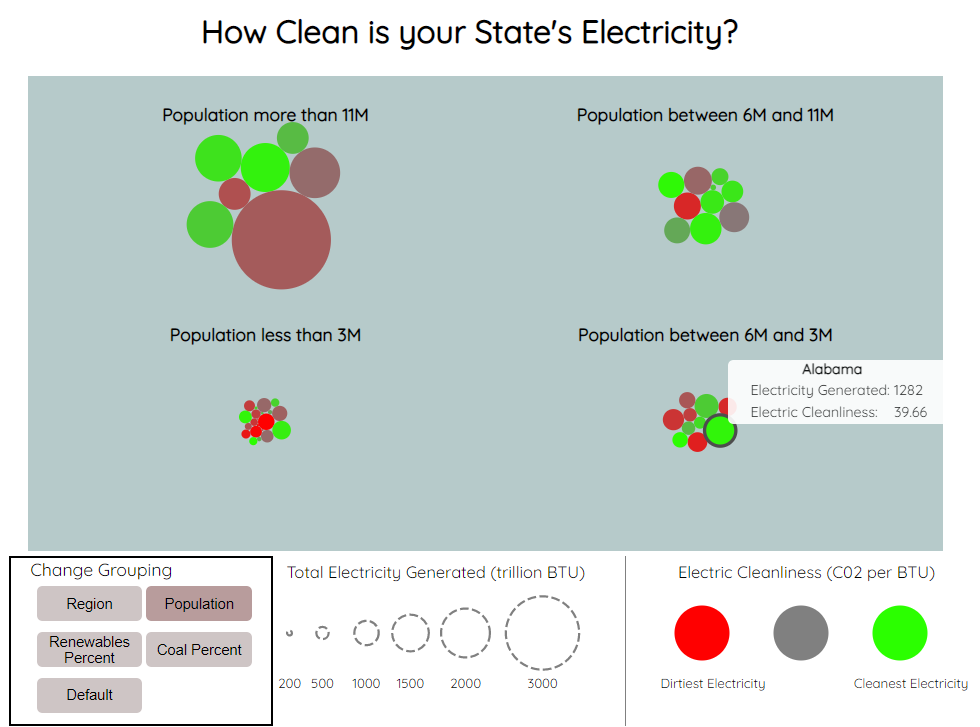 How Clean is your State's Electricity?
Population more than 11M
Population between 6M and 11M
Population less than 3M
Population between 6M and 3M
Alabama
Electricity Generated: 1282
Electric Cleanliness: 39.66
Change Grouping
Region
Population
Renewables
Percent
Coal Percent
Default
Total Electricity Generated (trillion BTU)
200 500 1000 1500 2000 3000
Electric Cleanliness (C02 per BTU)
Dirtiest Electricity
Cleanest Electricity